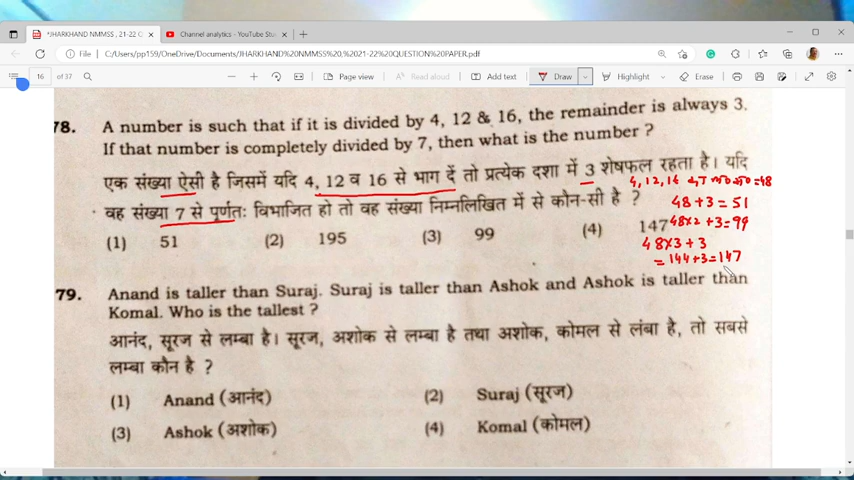 *JHARKHAND NMMSS , 21-22 Q
Channel analytics - YouTube Stu
File C:/Users/pp159/OneDrive/Documents/JHARKHAND%20NMMSS%20,%2021-22%20QUESTION%20PAPER.pdf
16 of 37 Page view Read aloud Add text Draw Highlight Erase
78. A number is such that if it is divided by 4, 12 & 16, the remainder is always 3.
If that number is completely divided by 7, then what is the number ?
एक संख्या ऐसी है जिसमें यदि 4, 12 व 16 से भाग दें तो प्रत्येक दशा में 3 शेषफल रहता है। यदि
4, 12, 16 का ल०स० =48
वह संख्या 7 से पूर्णतः विभाजित हो तो वह संख्या निम्नलिखित में से कौन-सी है ?
48 + 3 = 51
(1) 51 (2) 195 (3) 99 (4) 147
48×2 +3= 99
48×3 + 3
= 144+3=147
79. Anand is taller than Suraj. Suraj is taller than Ashok and Ashok is taller than
Komal. Who is the tallest ?
आनंद, सूरज से लम्बा है। सूरज, अशोक से लम्बा है तथा अशोक, कोमल से लंबा है, तो सबसे
लम्बा कौन है ?
(1) Anand (आनंद) (2) Suraj (सूरज)
(3) Ashok (अशोक) (4) Komal (कोमल)